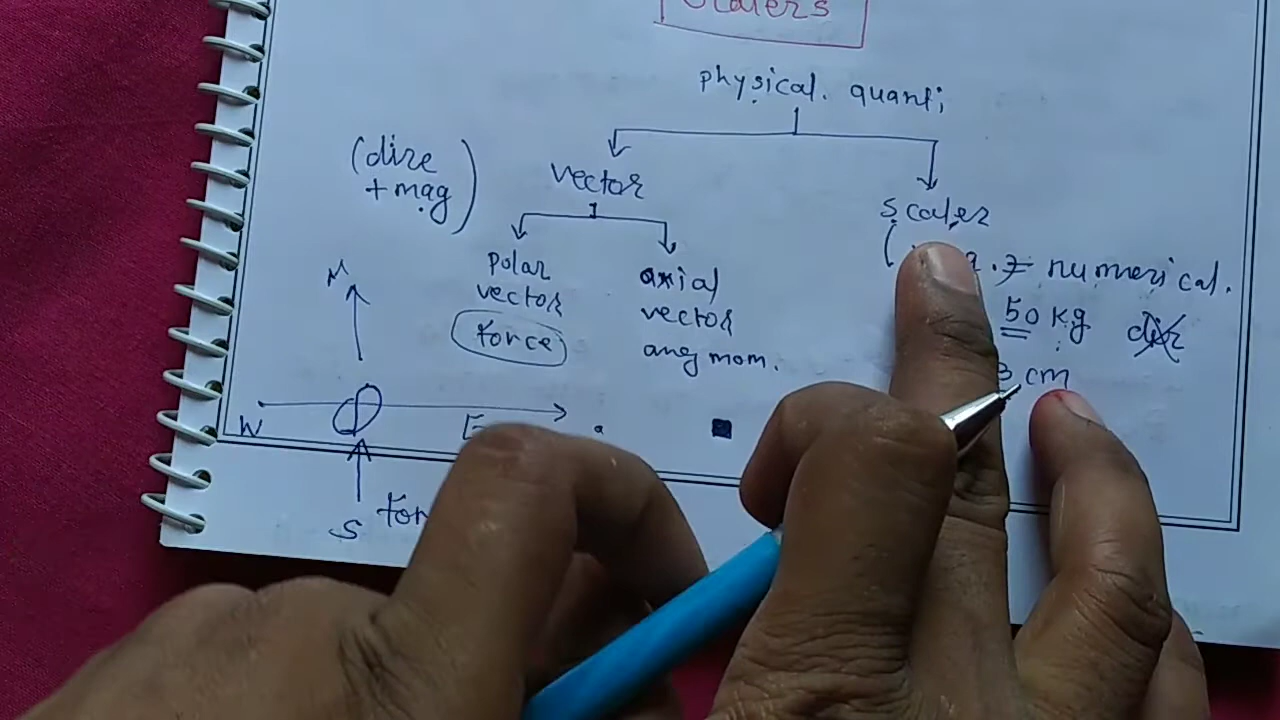 Scalers
physical. quanti
(dire
+ mag)
vector
Scaler
polar
vector
force
axial
vector
ang mom.
= numerical.
50 kg dir
3 cm
N
W
E
S